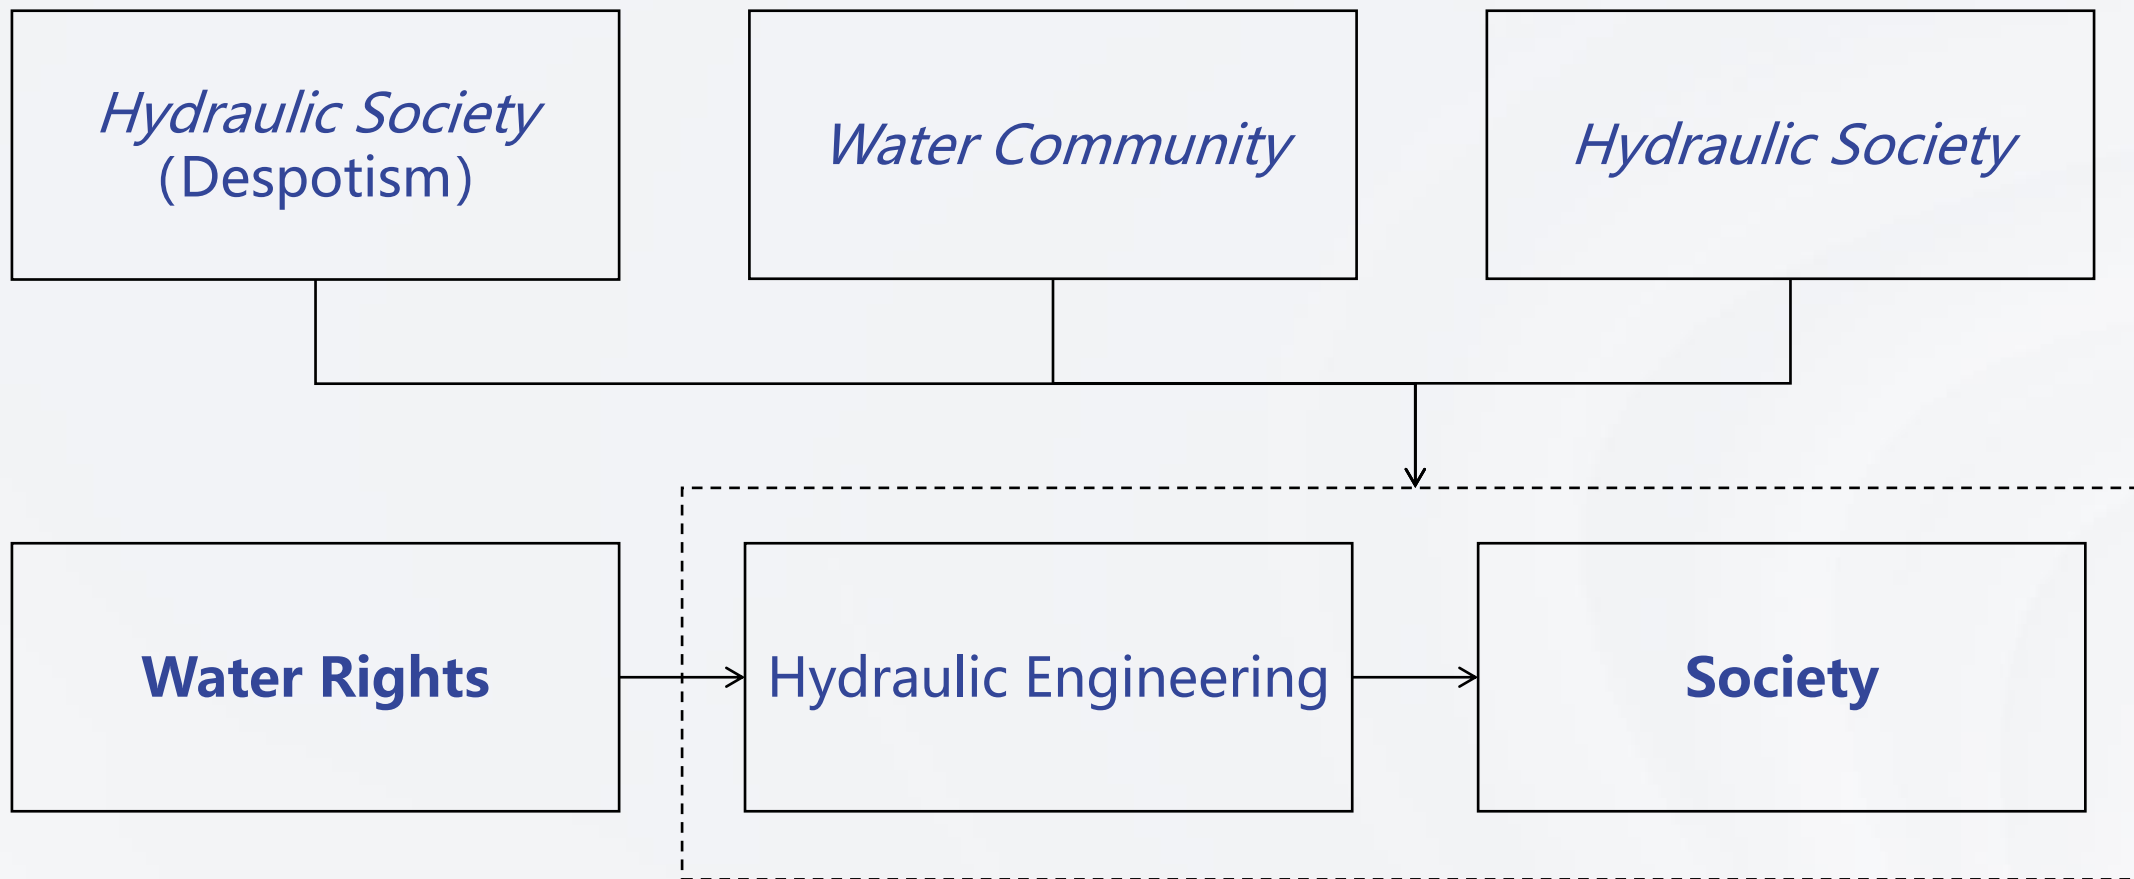 Hydraulic Society
(Despotism)
Water Community
Hydraulic Society
Water Rights
Hydraulic Engineering
Society